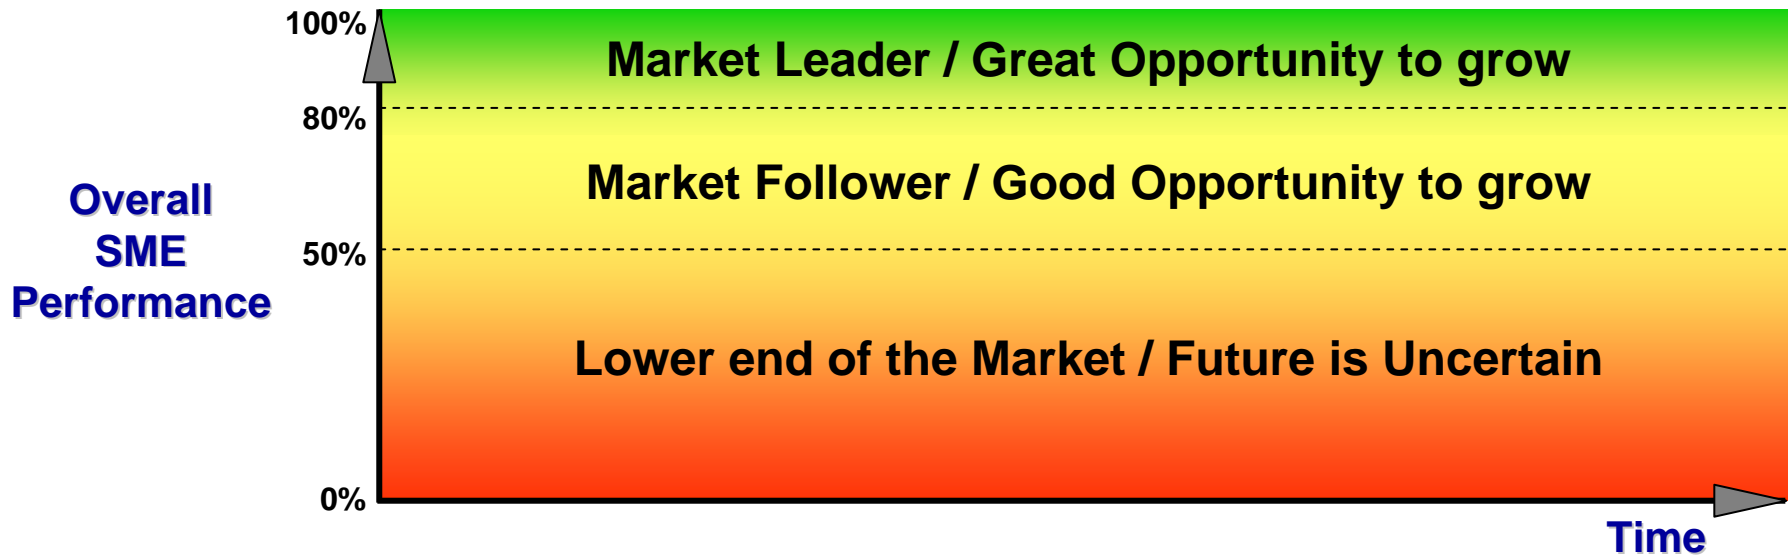 100%
Market Leader / Great Opportunity to grow
80%
Market Follower / Good Opportunity to grow
Overall
SME
Performance
50%
Lower end of the Market / Future is Uncertain
0%
Time